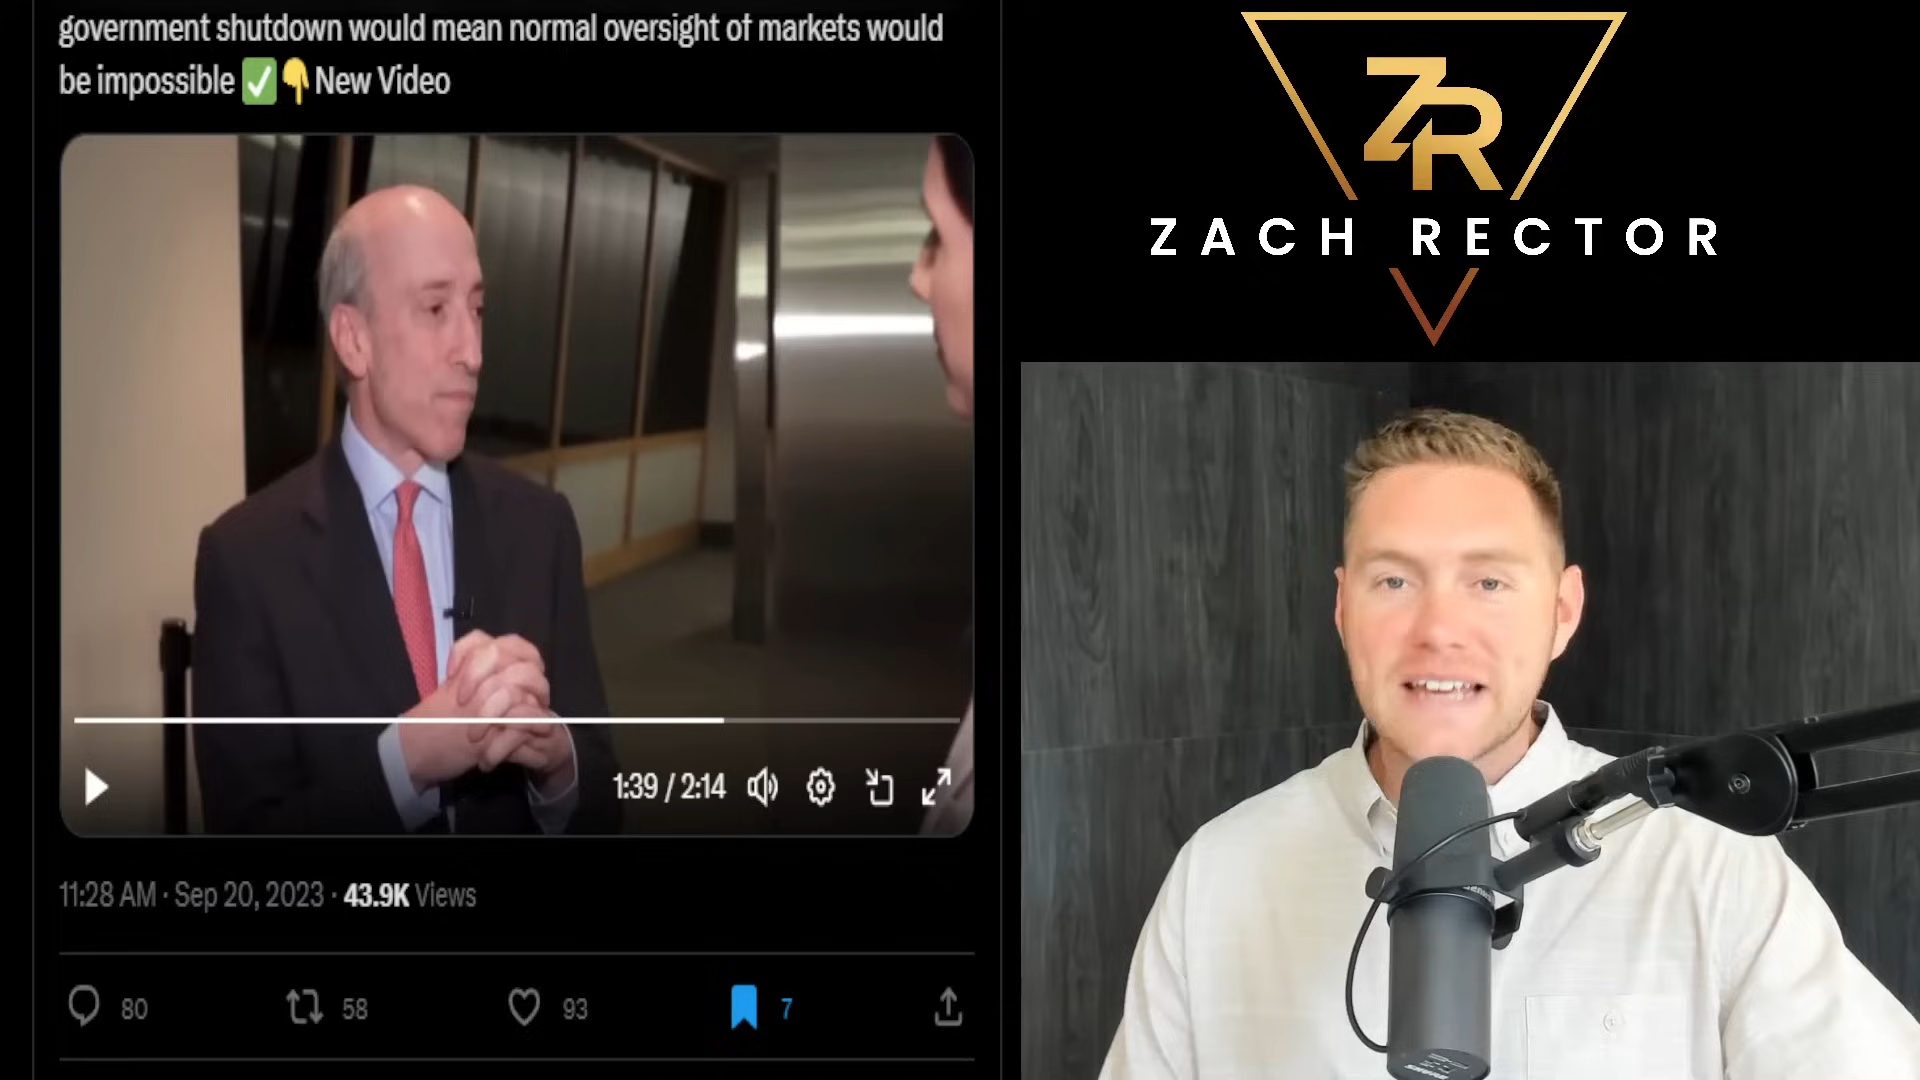 government shutdown would mean normal oversight of markets would
be impossible ✅👇 New Video
1:39 / 2:14
11:28 AM · Sep 20, 2023 · 43.9K Views
80
58
93
7
ZR
ZACH RECTOR